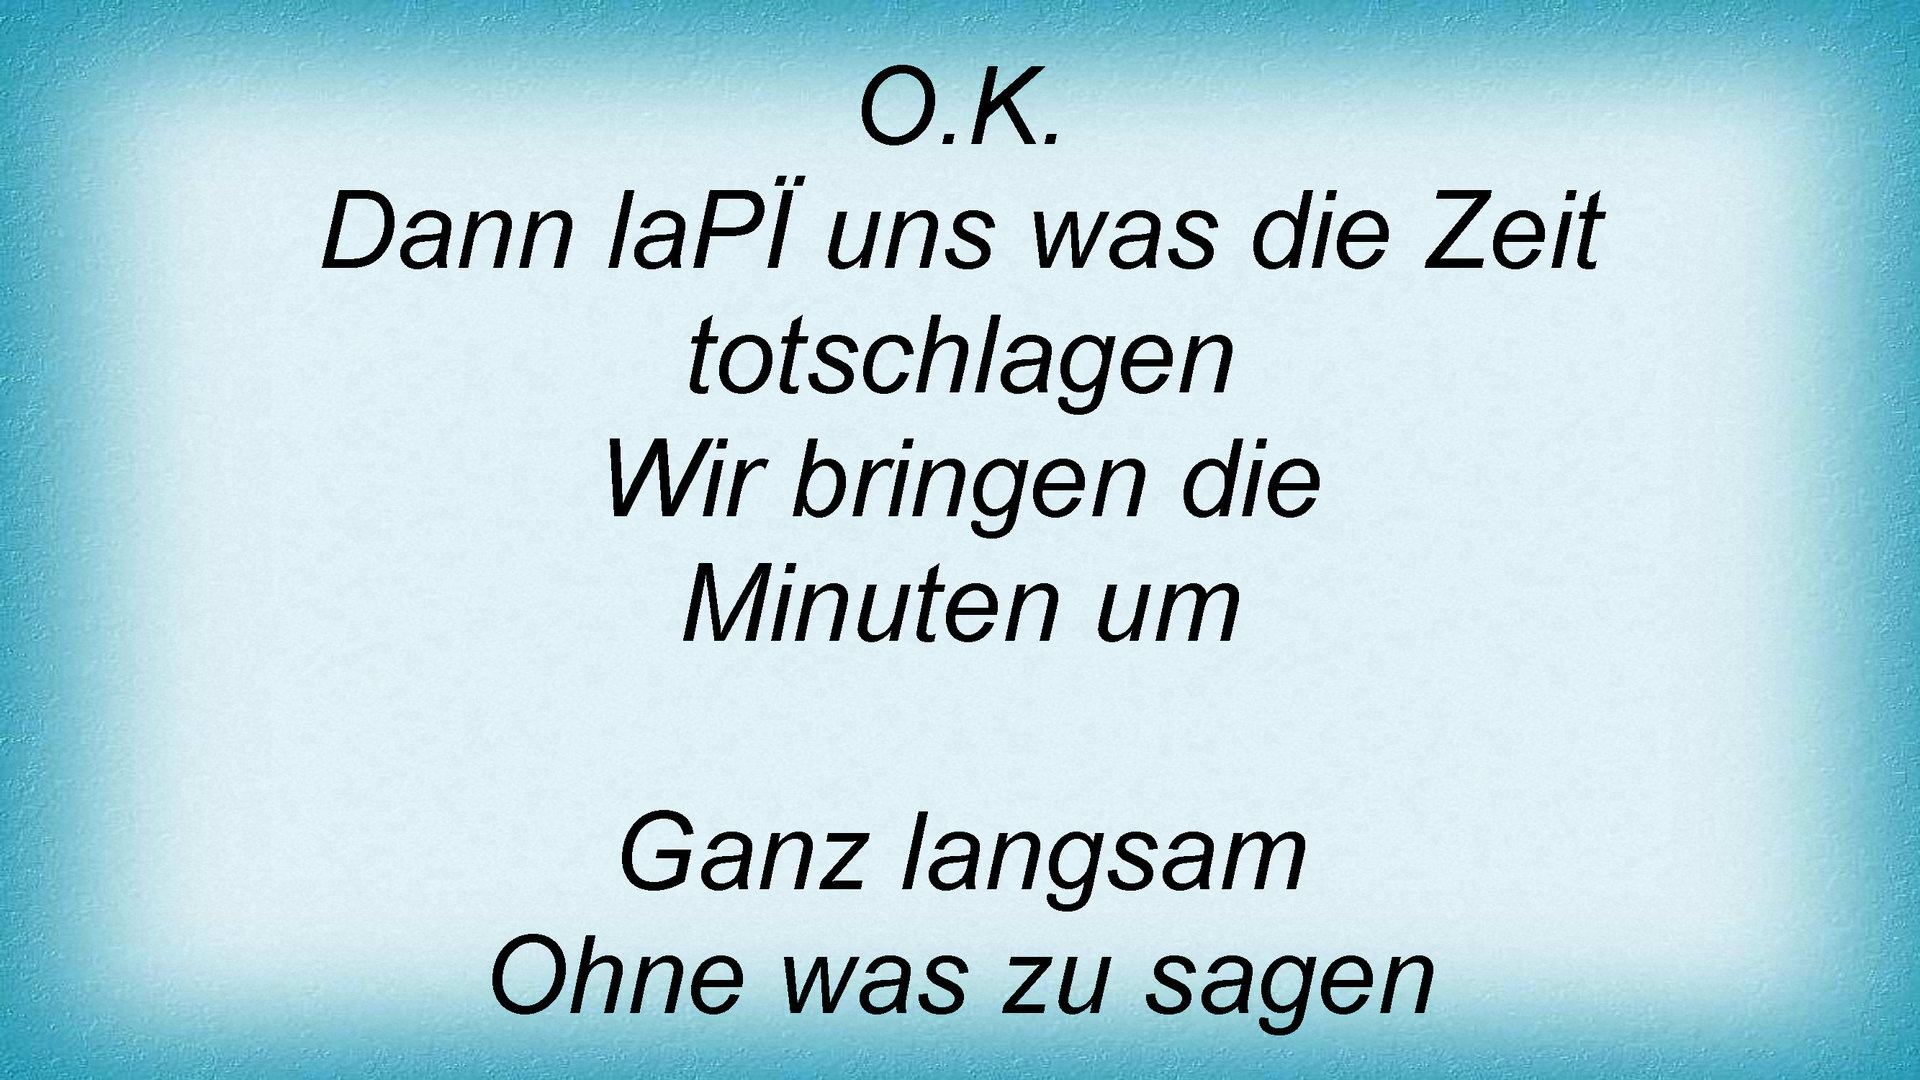 O.K.
Dann laPÏ uns was die Zeit
totschlagen
Wir bringen die
Minuten um
Ganz langsam
Ohne was zu sagen